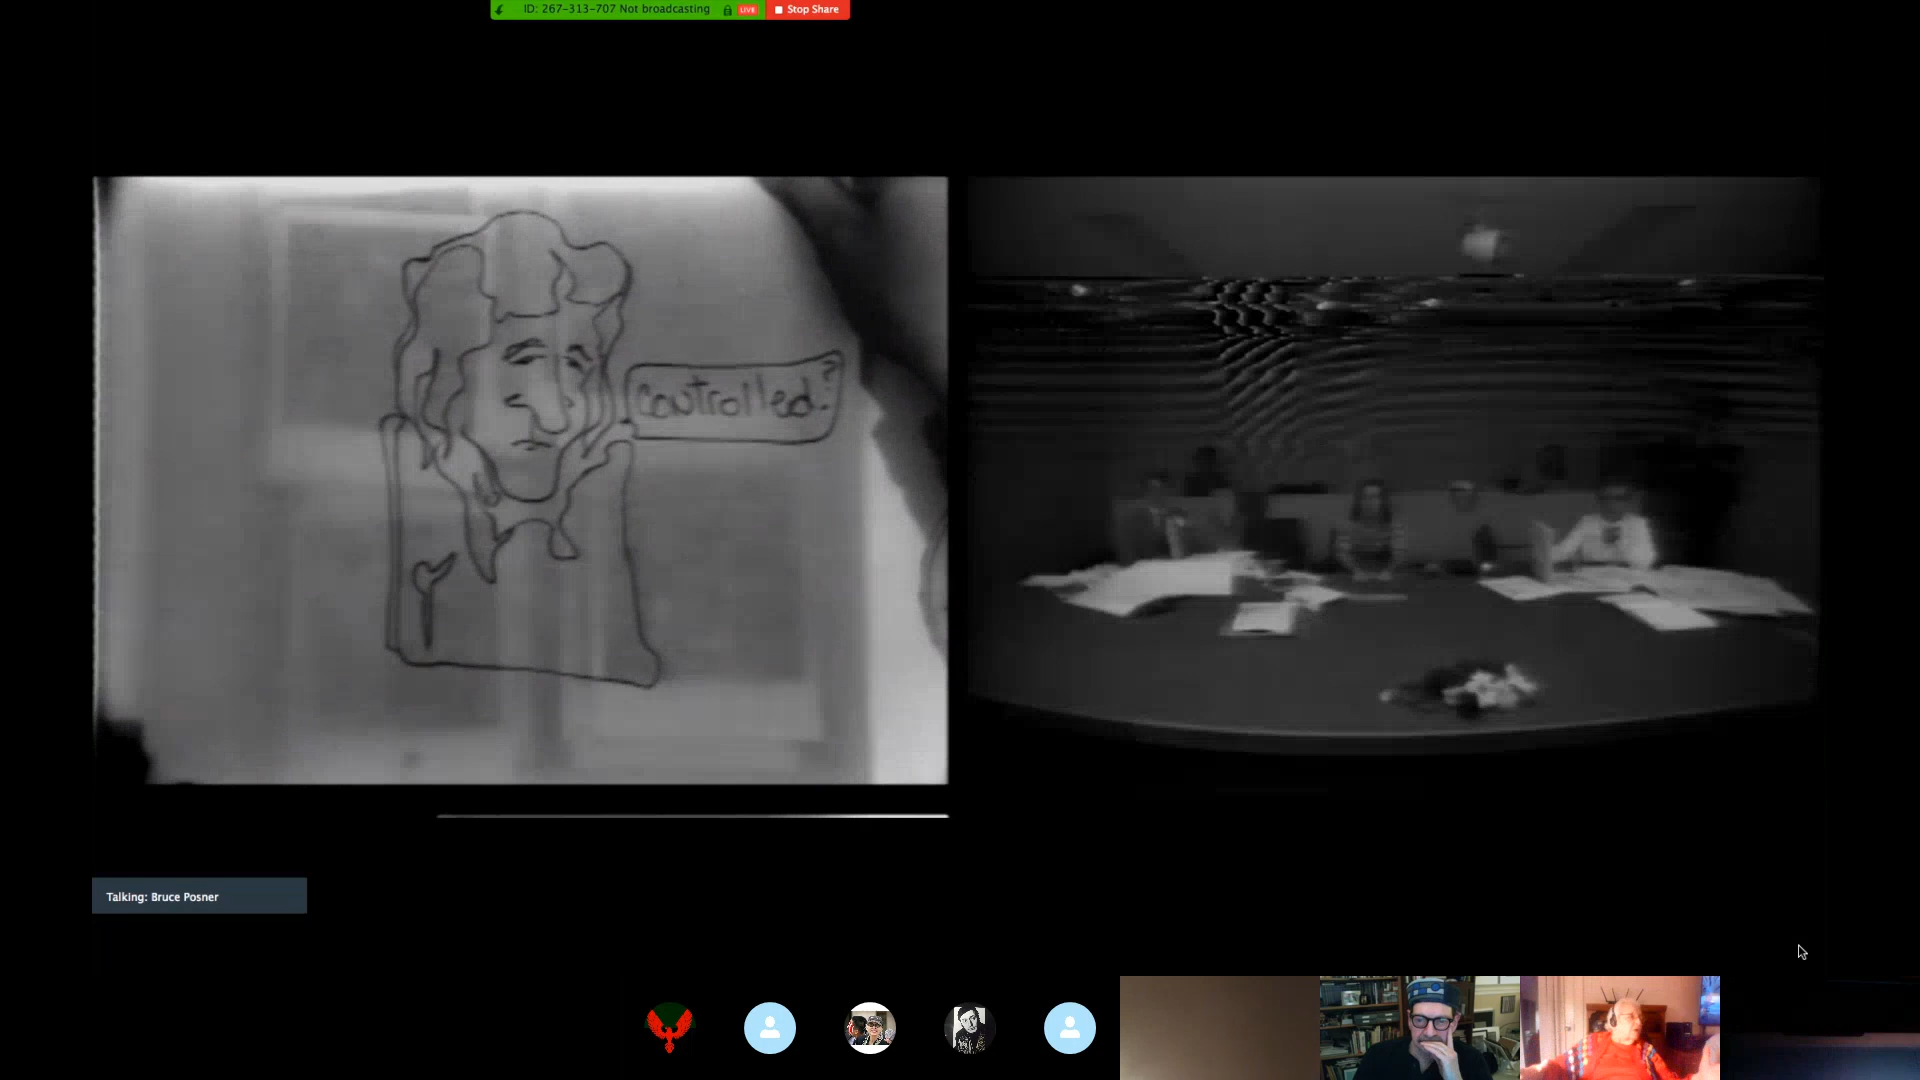 ID: 267-313-707 Not broadcasting
LIVE
Stop Share
controlled?
Talking: Bruce Posner